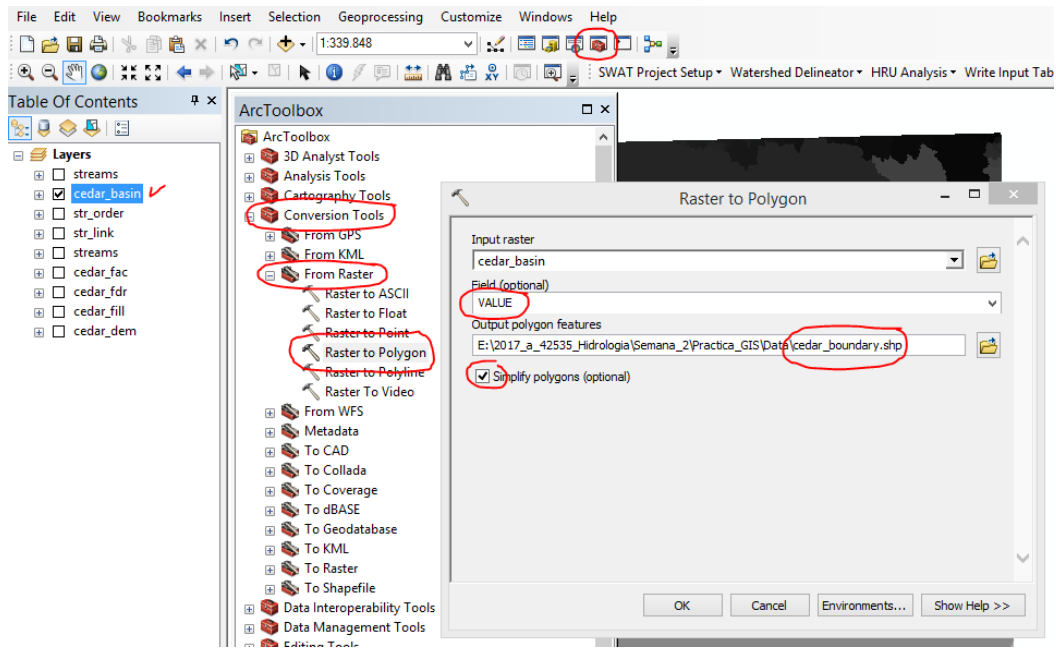 File Edit View Bookmarks Insert Selection Geoprocessing Customize Windows Help
1:339.848
SWAT Project Setup Watershed Delineator HRU Analysis Write Input Tab
Table Of Contents
Layers
streams
cedar_basin
str_order
str_link
streams
cedar_fac
cedar_fdr
cedar_fill
cedar_dem
ArcToolbox
ArcToolbox
3D Analyst Tools
Analysis Tools
Cartography Tools
Conversion Tools
From GPS
From KML
From Raster
Raster to ASCII
Raster to Float
Raster to Point
Raster to Polygon
Raster to Polyline
Raster To Video
From WFS
Metadata
To CAD
To Collada
To Coverage
To dBASE
To Geodatabase
To KML
To Raster
To Shapefile
Data Interoperability Tools
Data Management Tools
Editing Tools
Raster to Polygon
Input raster
cedar_basin
Field (optional)
VALUE
Output polygon features
E:\2017_a_42535_Hidrologia\Semana_2\Practica_GIS\Data\cedar_boundary.shp
Simplify polygons (optional)
OK Cancel Environments... Show Help >>